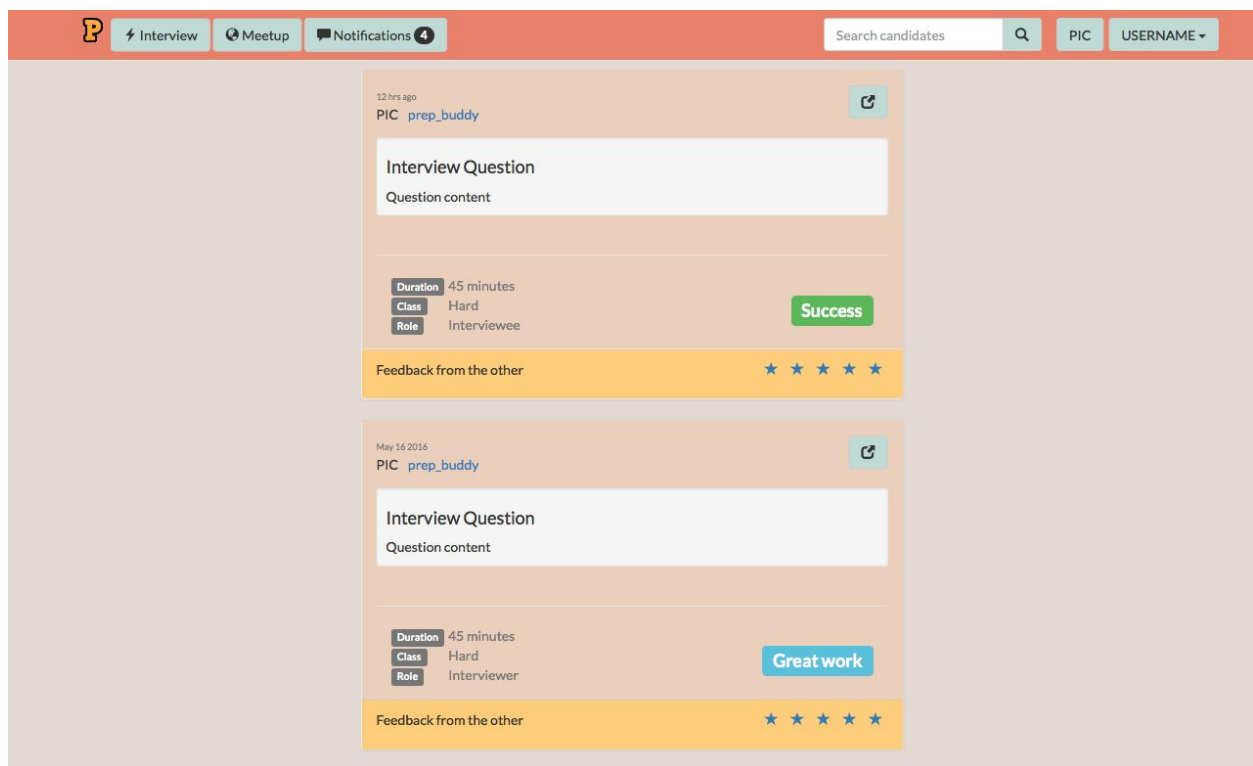 P Interview Meetup Notifications 4 Search candidates PIC USERNAME
12 hrs ago
PIC prep_buddy
Interview Question
Question content
Duration 45 minutes
Class Hard
Role Interviewee
Success
Feedback from the other
May 16 2016
PIC prep_buddy
Interview Question
Question content
Duration 45 minutes
Class Hard
Role Interviewer
Great work
Feedback from the other